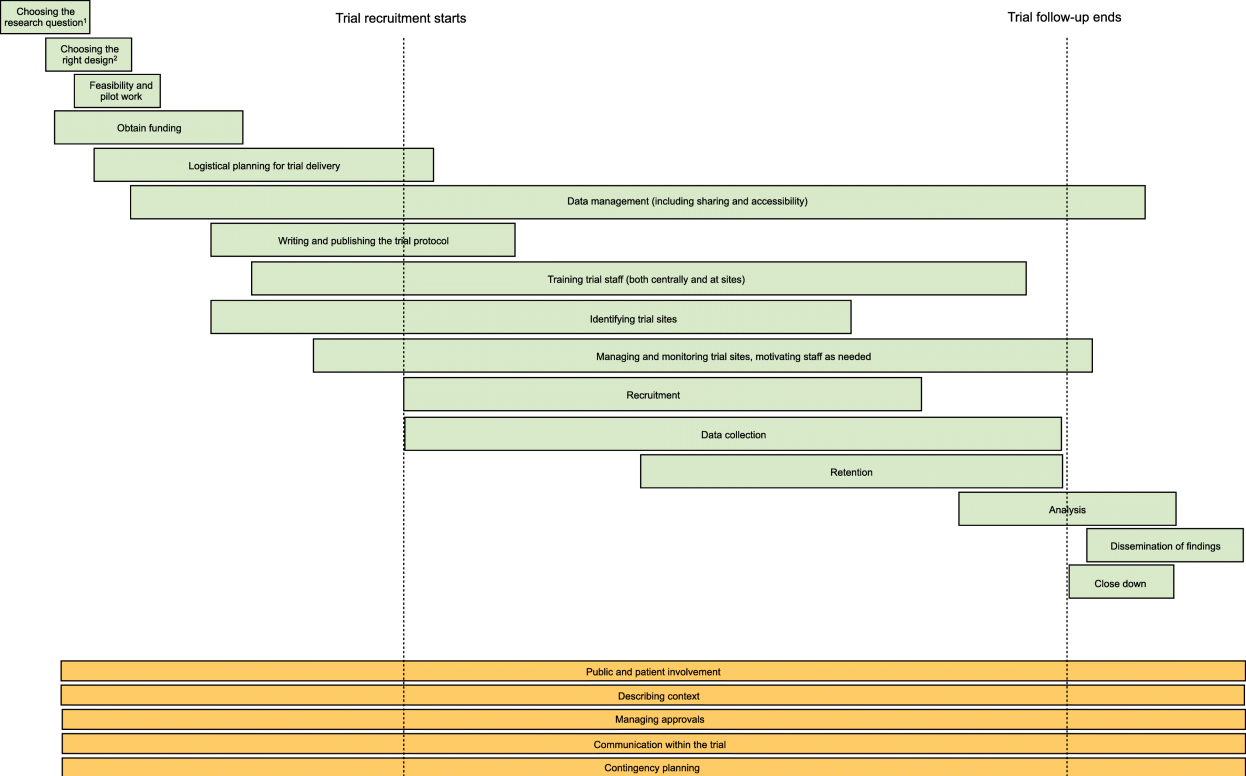 Choosing the
research question¹
Trial recruitment starts
Trial follow-up ends
Choosing the
right design²
Feasibility and
pilot work
Obtain funding
Logistical planning for trial delivery
Data management (including sharing and accessibility)
Writing and publishing the trial protocol
Training trial staff (both centrally and at sites)
Identifying trial sites
Managing and monitoring trial sites, motivating staff as needed
Recruitment
Data collection
Retention
Analysis
Dissemination of findings
Close down
Public and patient involvement
Describing context
Managing approvals
Communication within the trial
Contingency planning